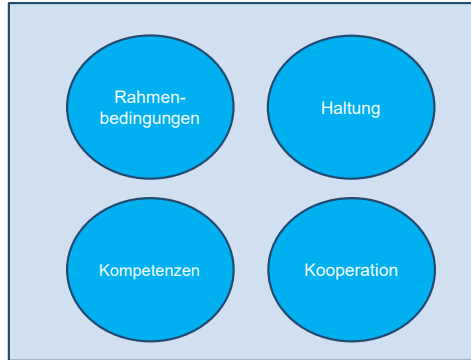 Rahmen-
bedingungen
Haltung
Kompetenzen
Kooperation